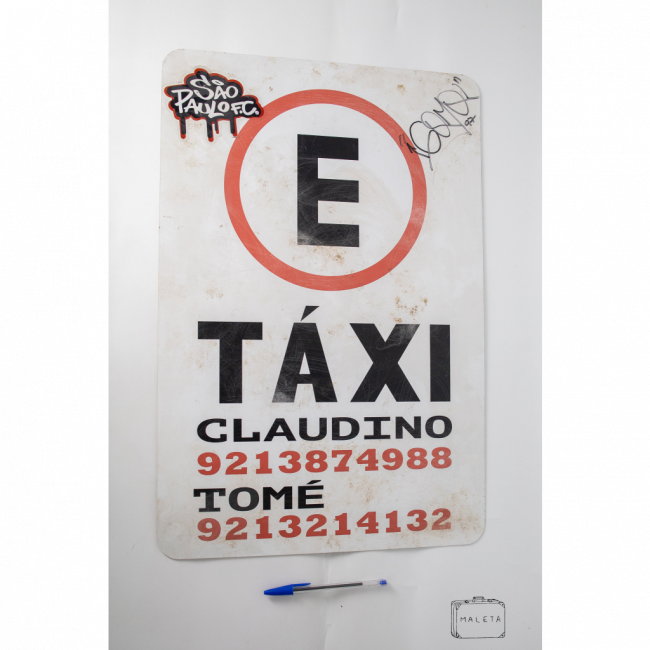 SÃO
PAULO F.C.
E
TÁXI
CLAUDINO
9213874988
TOMÉ
9213214132
MALETA